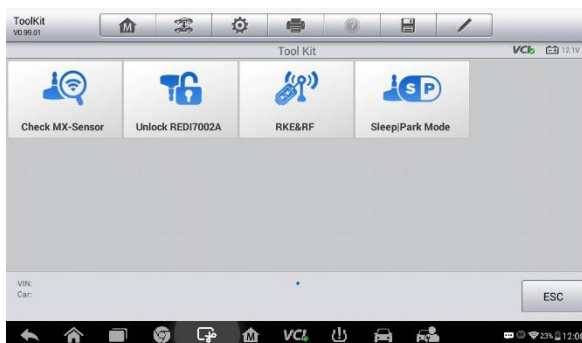 ToolKit
V0.99.01
M
Tool Kit
VCI
12.1V
S P
Check MX-Sensor
Unlock REDI7002A
RKE&RF
Sleep|Park Mode
VIN:
Car:
ESC
M
VCI
23%